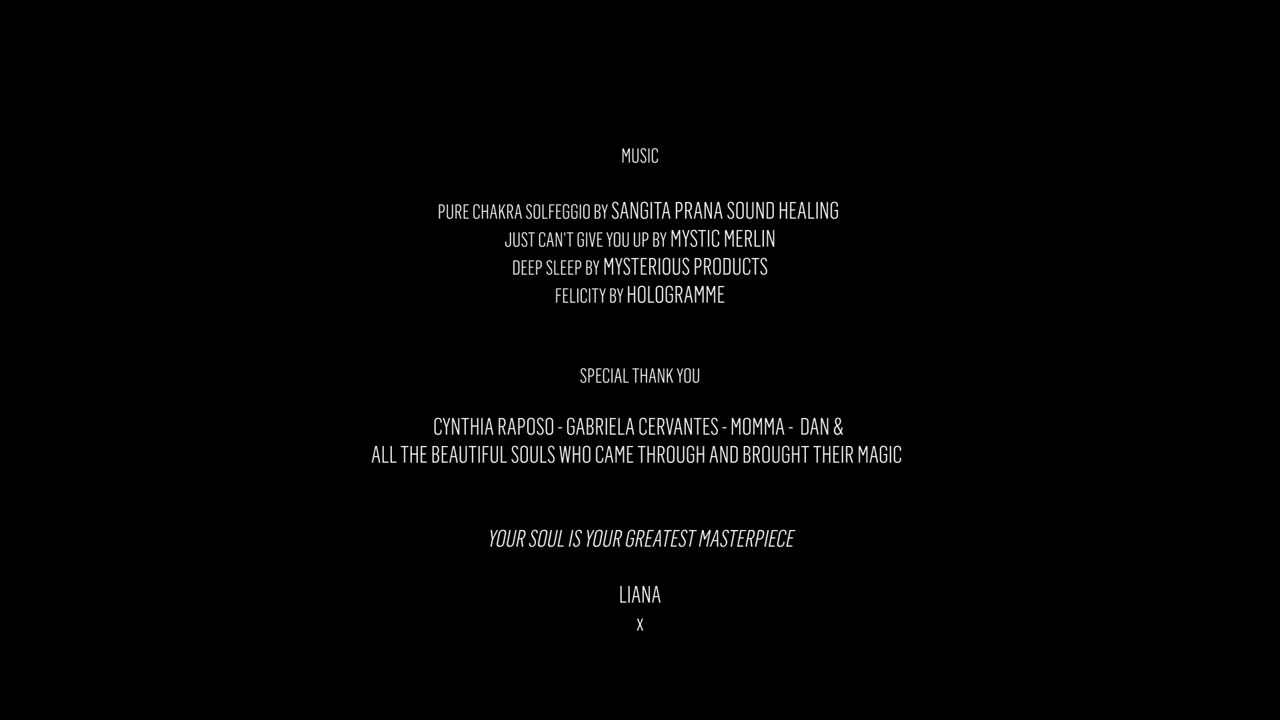 MUSIC
PURE CHAKRA SOLFEGGIO BY SANGITA PRANA SOUND HEALING
JUST CAN'T GIVE YOU UP BY MYSTIC MERLIN
DEEP SLEEP BY MYSTERIOUS PRODUCTS
FELICITY BY HOLOGRAMME
SPECIAL THANK YOU
CYNTHIA RAPOSO - GABRIELA CERVANTES - MOMMA - DAN &
ALL THE BEAUTIFUL SOULS WHO CAME THROUGH AND BROUGHT THEIR MAGIC
YOUR SOUL IS YOUR GREATEST MASTERPIECE
LIANA
X